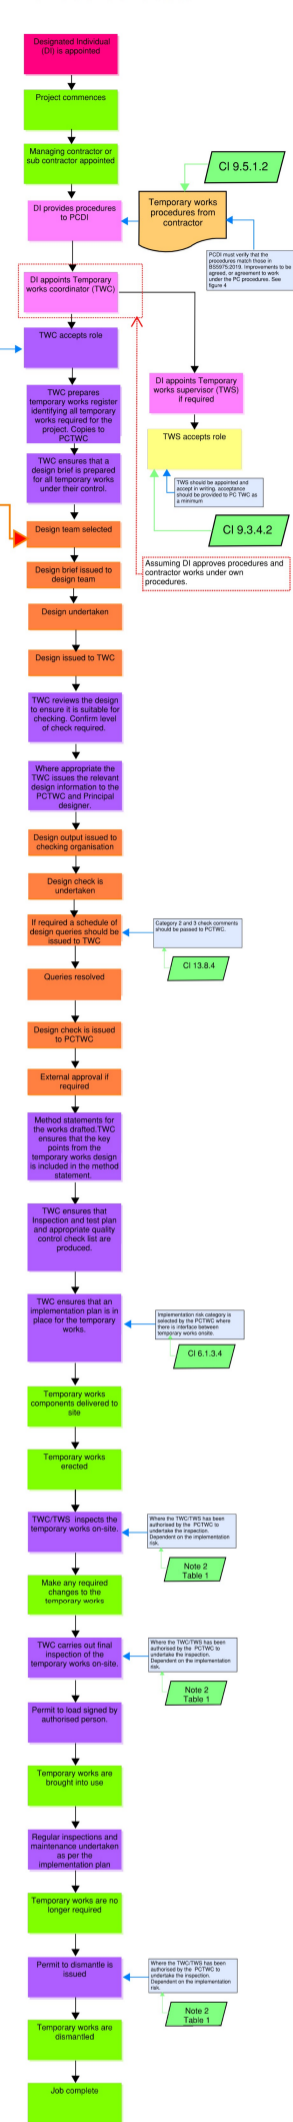 Designated Individual
(DI) is appointed
Project commences
Managing contractor or
sub contractor appointed
Cl 9.5.1.2
DI provides procedures
to PCDI
Temporary works
procedures from
contractor
PCDI must verify that the
procedures match those in
BS5975:2019. Improvements to be
agreed, or agreement to work
under the PC procedures. See
figure 4
DI appoints Temporary
works coordinator (TWC)
TWC accepts role
DI appoints Temporary
works supervisor (TWS)
if required
TWC prepares
temporary works register
identifying all temporary
works required for the
project. Copies to
PCTWC
TWS accepts role
TWC ensures that a
design brief is prepared
for all temporary works
under their control.
TWS should be appointed and
accept in writing, acceptance
should be provided to PC TWC as
a minimum
Cl 9.3.4.2
Design team selected
Assuming DI approves procedures and
contractor works under own
procedures.
Design brief issued to
design team
Design undertaken
Design issued to TWC
TWC reviews the design
to ensure it is suitable for
checking. Confirm level
of check required.
Where appropriate the
TWC issues the relevant
design information to the
PCTWC and Principal
designer.
Design output issued to
checking organisation
Design check is
undertaken
If required a schedule of
design queries should be
issued to TWC
Category 2 and 3 check comments
should be passed to PCTWC.
Cl 13.8.4
Queries resolved
Design check is issued
to PCTWC
External approval if
required
Method statements for
the works drafted.TWC
ensures that the key
points from the
temporary works design
is included in the method
statement.
TWC ensures that
Inspection and test plan
and appropriate quality
control check list are
produced.
TWC ensures that an
implementation plan is in
place for the temporary
works.
Implementation risk category is
selected by the PCTWC where
there is interface between
temporary works onsite.
Cl 6.1.3.4
Temporary works
components delivered to
site
Temporary works
erected
TWC/TWS inspects the
temporary works on-site.
Where the TWC/TWS has been
authorised by the PCTWC to
undertake the inspection.
Dependent on the implementation
risk.
Note 2
Table 1
Make any required
changes to the
temporary works
TWC carries out final
inspection of the
temporary works on-site.
Where the TWC/TWS has been
authorised by the PCTWC to
undertake the inspection.
Dependent on the implementation
risk.
Note 2
Table 1
Permit to load signed by
authorised person.
Temporary works are
brought into use
Regular inspections and
maintenance undertaken
as per the
implementation plan
Temporary works are no
longer required
Permit to dismantle is
issued
Where the TWC/TWS has been
authorised by the PCTWC to
undertake the inspection.
Dependent on the implementation
risk.
Note 2
Table 1
Temporary works are
dismantled
Job complete